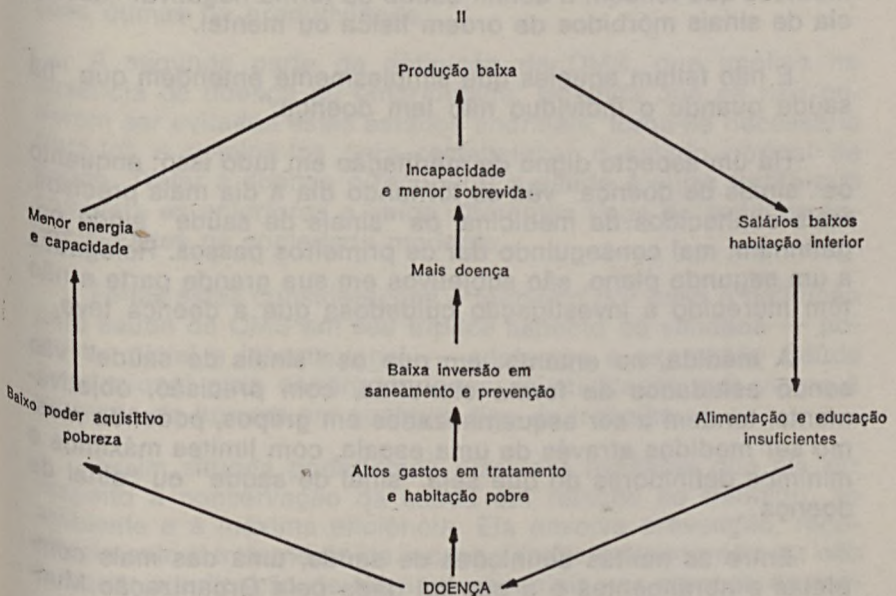 11
Produção baixa
Incapacidade
e menor sobrevida.
Menor energia
e capacidade
Salários baixos
habitação inferior
Mais doença
Baixa inversão em
saneamento e prevenção
Baixo poder aquisitivo
pobreza
Alimentação e educação
insuficientes
Altos gastos em tratamento
e habitação pobre
DOENÇA